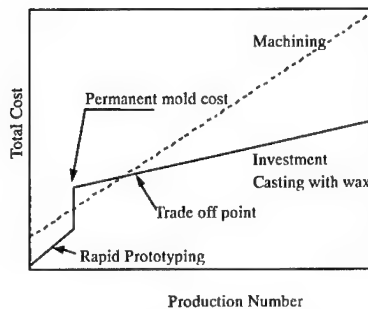 Machining
Permanent mold cost
Total Cost
Investment
Casting with wax
Trade off point
Rapid Prototyping
Production Number